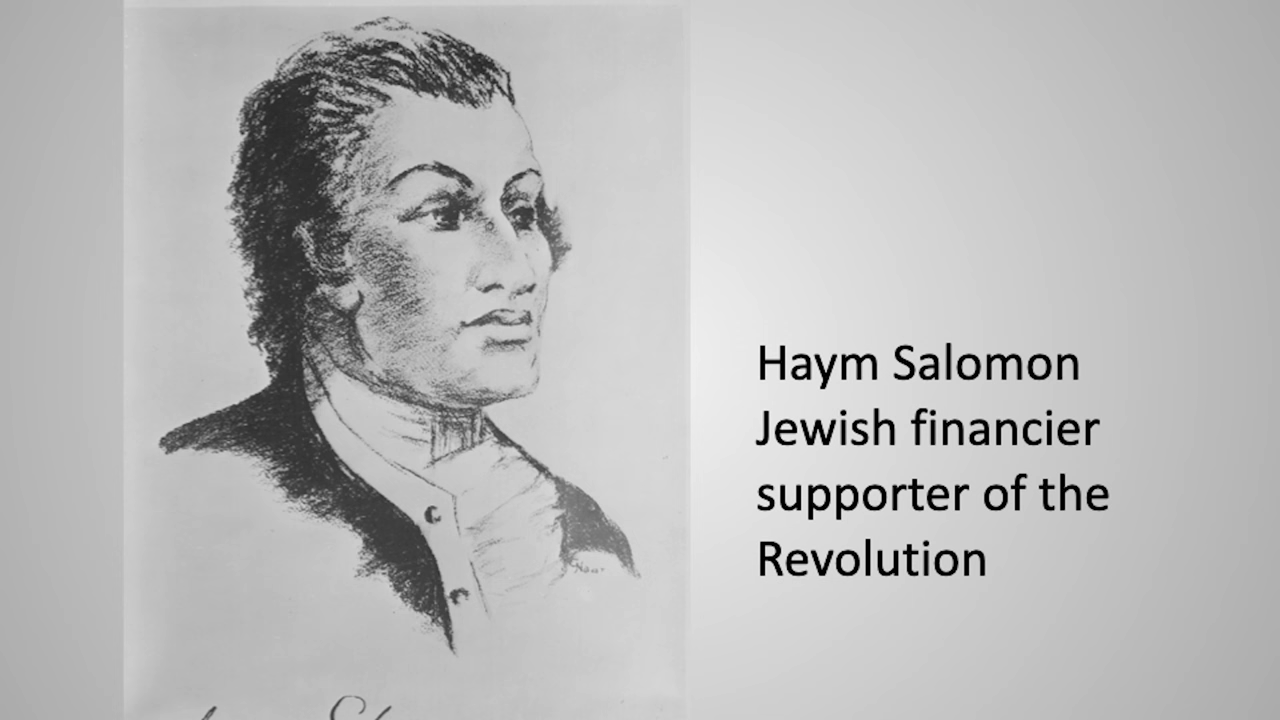 Haym Salomon
Jewish financier
supporter of the
Revolution